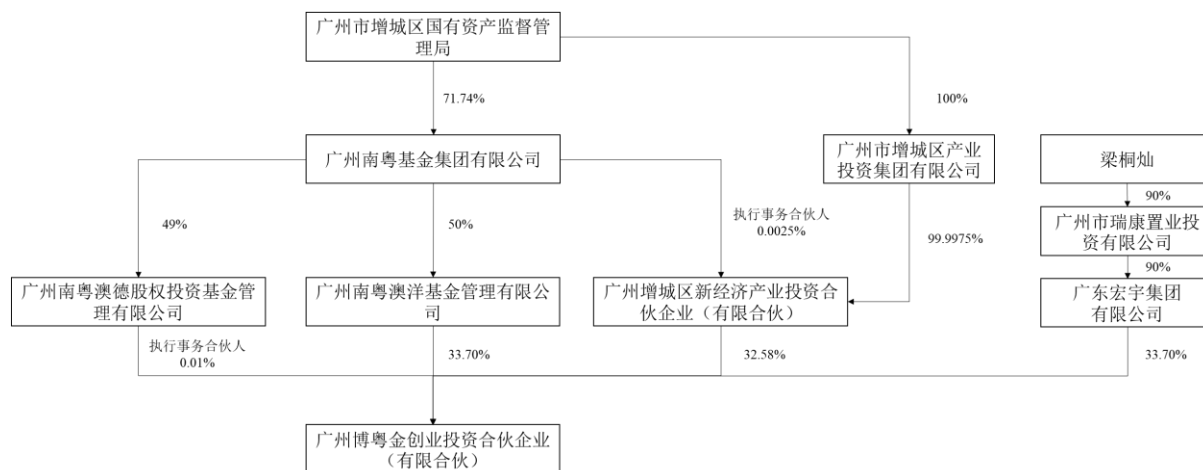 广州市增城区国有资产监督管
理局
71.74%
100%
广州南粤基金集团有限公司
广州市增城区产业
投资集团有限公司
梁桐灿
90%
49%
50%
执行事务合伙人
0.0025%
99.9975%
广州市瑞康置业投
资有限公司
90%
广州南粤澳德股权投资基金管
理有限公司
广州南粤澳洋基金管理有限公
司
广州增城区新经济产业投资合
伙企业（有限合伙）
广东宏宇集团
有限公司
执行事务合伙人
0.01%
33.70%
32.58%
33.70%
广州博粤金创业投资合伙企业
（有限合伙）